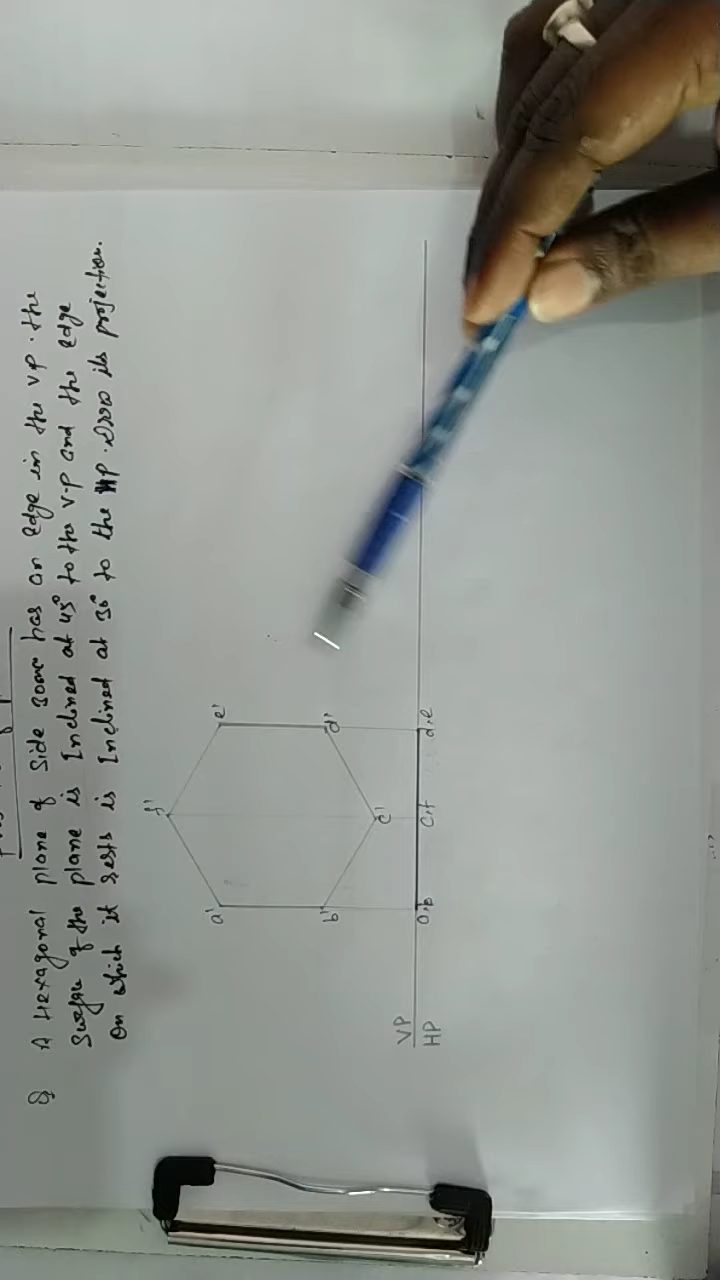 Q A Hexagonal plane of Side 30mm has an edge in the VP. the
Surface of the plane is Inclined at 45° to the V.P and the edge
On which it rests is Inclined at 30° to the HP. Draw its projection.
f'
a' e'
b' d'
c'
VP
a,b c,f d,e
HP